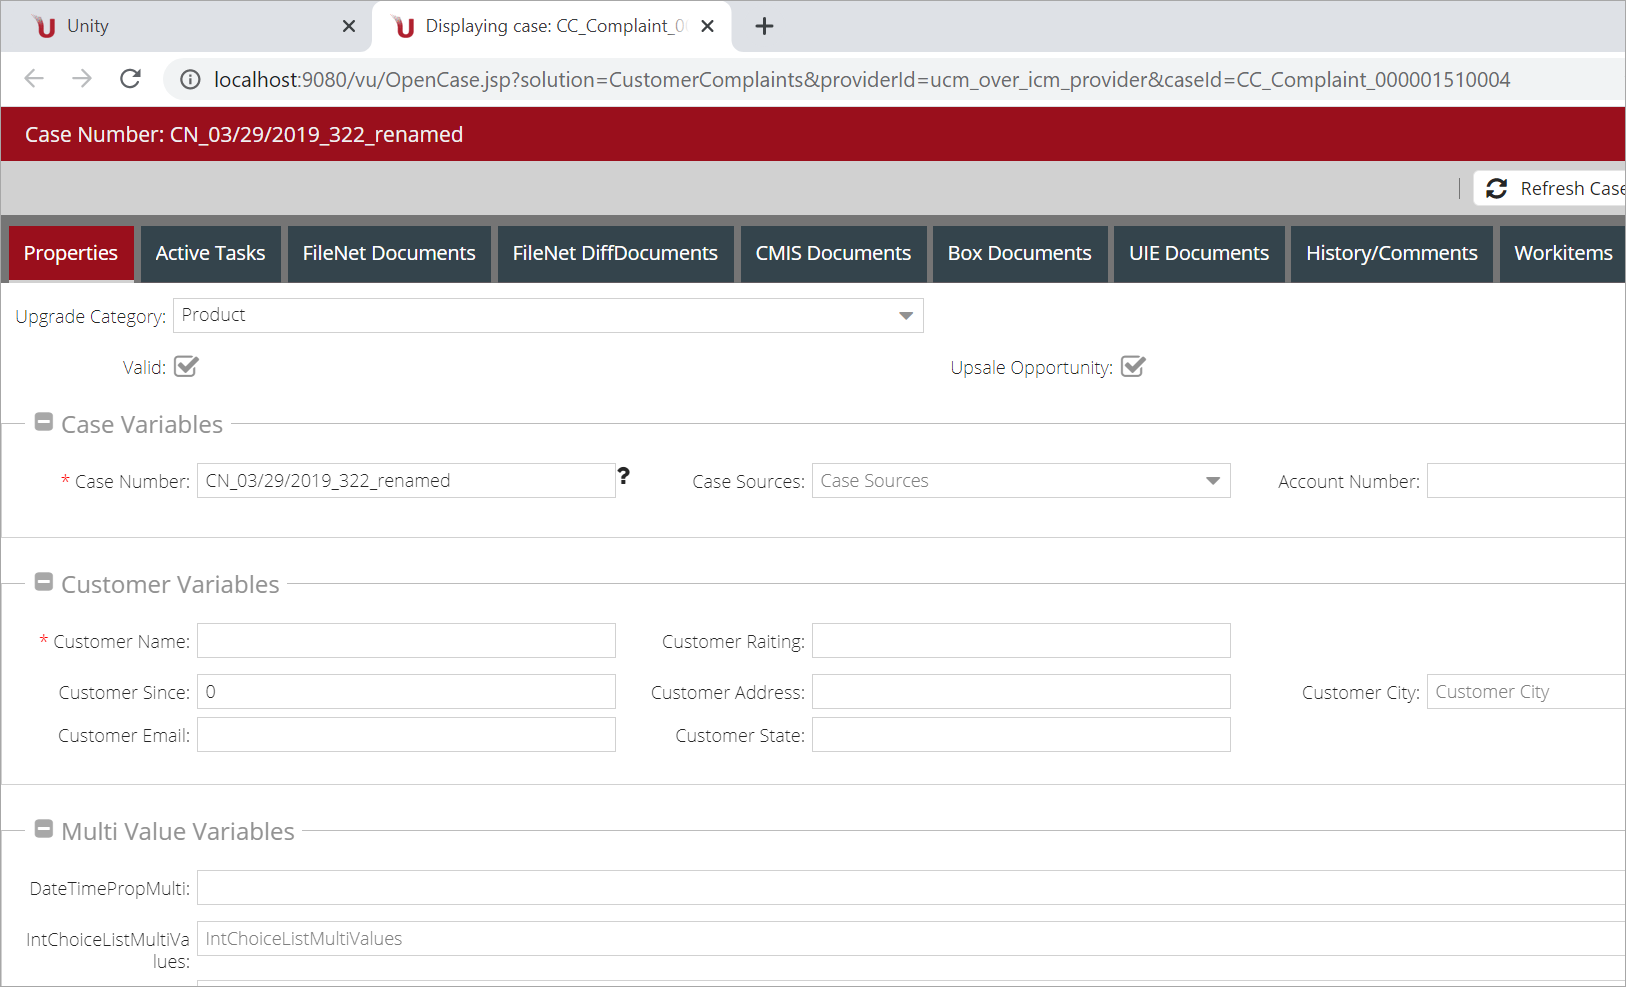 Unity
Displaying case: CC_Complaint_0
localhost:9080/vu/OpenCase.jsp?solution=CustomerComplaints&providerId=ucm_over_icm_provider&caseId=CC_Complaint_000001510004
Case Number: CN_03/29/2019_322_renamed
Refresh Case
Properties Active Tasks FileNet Documents FileNet DiffDocuments CMIS Documents Box Documents UIE Documents History/Comments Workitems
Upgrade Category: Product
Valid: Upsale Opportunity:
Case Variables
* Case Number: CN_03/29/2019_322_renamed ? Case Sources: Case Sources Account Number:
Customer Variables
* Customer Name: Customer Raiting:
Customer Since: 0 Customer Address: Customer City: Customer City
Customer Email: Customer State:
Multi Value Variables
DateTimePropMulti:
IntChoiceListMultiVa IntChoiceListMultiValues
lues: